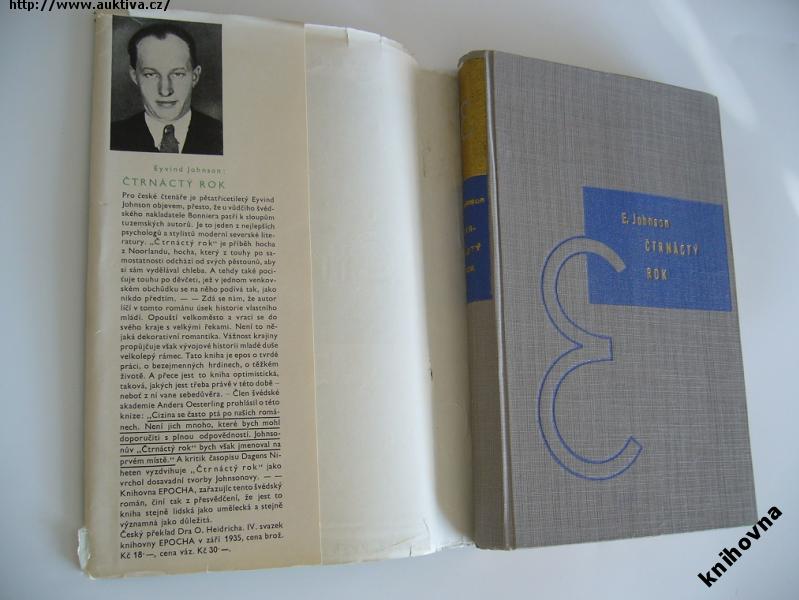 http://www.auktiva.cz/
Eyvind Johnson:
ČTRNÁCTÝ ROK
Pro české čtenáře je pětatřicetiletý Eyvind
Johnson objevem, přesto, že u vůdčího švéd-
ského nakladatele Bonniera patří k sloupům
tuzemských autorů. Je to jeden z nejlepších
psychologů a stylistů moderní severské lite-
ratury. „Čtrnáctý rok" je příběh hocha
z Noorlandu, hocha, který z touhy po sa-
mostatnosti odchází od svých pěstounů, aby
si sám vydělával chleba. A tehdy také poci-
ťuje touhu po děvčeti, jež v jednom venkov-
ském obchůdku se na něho podívá tak, jako
nikdo předtím. — — Zdá se nám, že autor
líčí v tomto románu úsek historie vlastního
mládí. Opouští velkoměsto a vrací se do
svého kraje s velkými řekami. Není to ně-
jaká dekorativní romantika. Vážnost krajiny
propůjčuje však vývojové historii mladé duše
velkolepý rámec. Tato kniha je epos o tvrdé
práci, o bezejmenných hrdinech, o těžkém
životě. A přece jest to kniha optimistická,
taková, jakých jest třeba právě v této době –
neboť z ní vane sebedůvěra. – Člen švédské
akademie Anders Oesterling prohlásil o této
knize: „Cizina se často ptá po našich romá-
nech. Není jich mnoho, které bych mohl
doporučiti s plnou odpovědností. Johnso-
nův „Čtrnáctý rok" bych však jmenoval na
prvém místě." A kritik časopisu Dagens Ni-
heten vyzdvihuje „Čtrnáctý rok" jako
vrchol dosavadní tvorby Johnsonovy. — —
Knihovna EPOCHA, zařazujíc tento švédský
román, činí tak z přesvědčení, že jest to
kniha stejně lidská jako umělecká a stejně
významná jako důležitá.
Český překlad Dra O. Heidricha. IV. svazek
knihovny EPOCHA v září 1935, cena brož.
Kč 18·—, cena váz. Kč 30·—.
E. Johnson
ČTRNÁCTÝ
ROK
knihovna